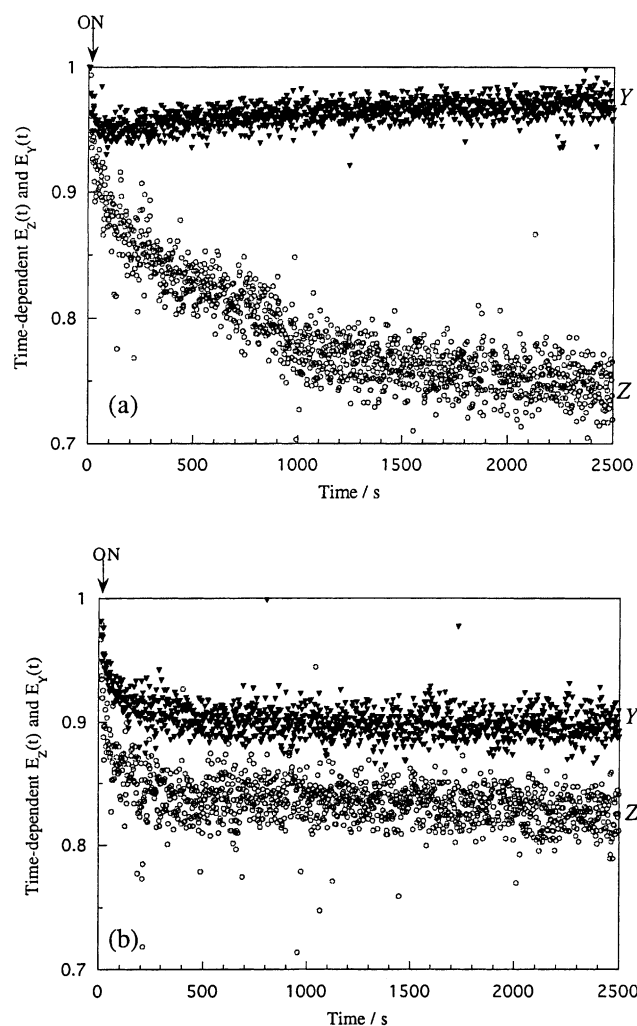 ON
1
0.9
0.8
0.7
Time-dependent E_Z(t) and E_Y(t)
Y
Z
(a)
0 500 1000 1500 2000 2500
Time / s
ON
1
0.9
0.8
0.7
Time-dependent E_Z(t) and E_Y(t)
Y
Z
(b)
0 500 1000 1500 2000 2500
Time / s